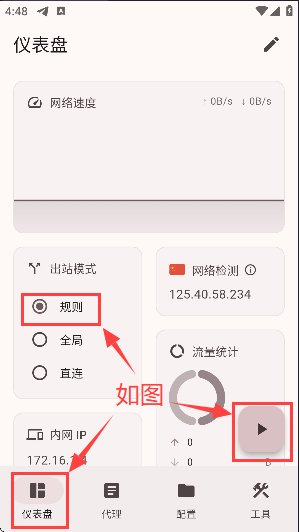 4:48
仪表盘
网络速度
↑ 0B/s ↓ 0B/s
出站模式
规则
全局
直连
网络检测
125.40.58.234
流量统计
如图
↑ 0
↓ 0
内网 IP
172.16.
仪表盘
代理
配置
工具